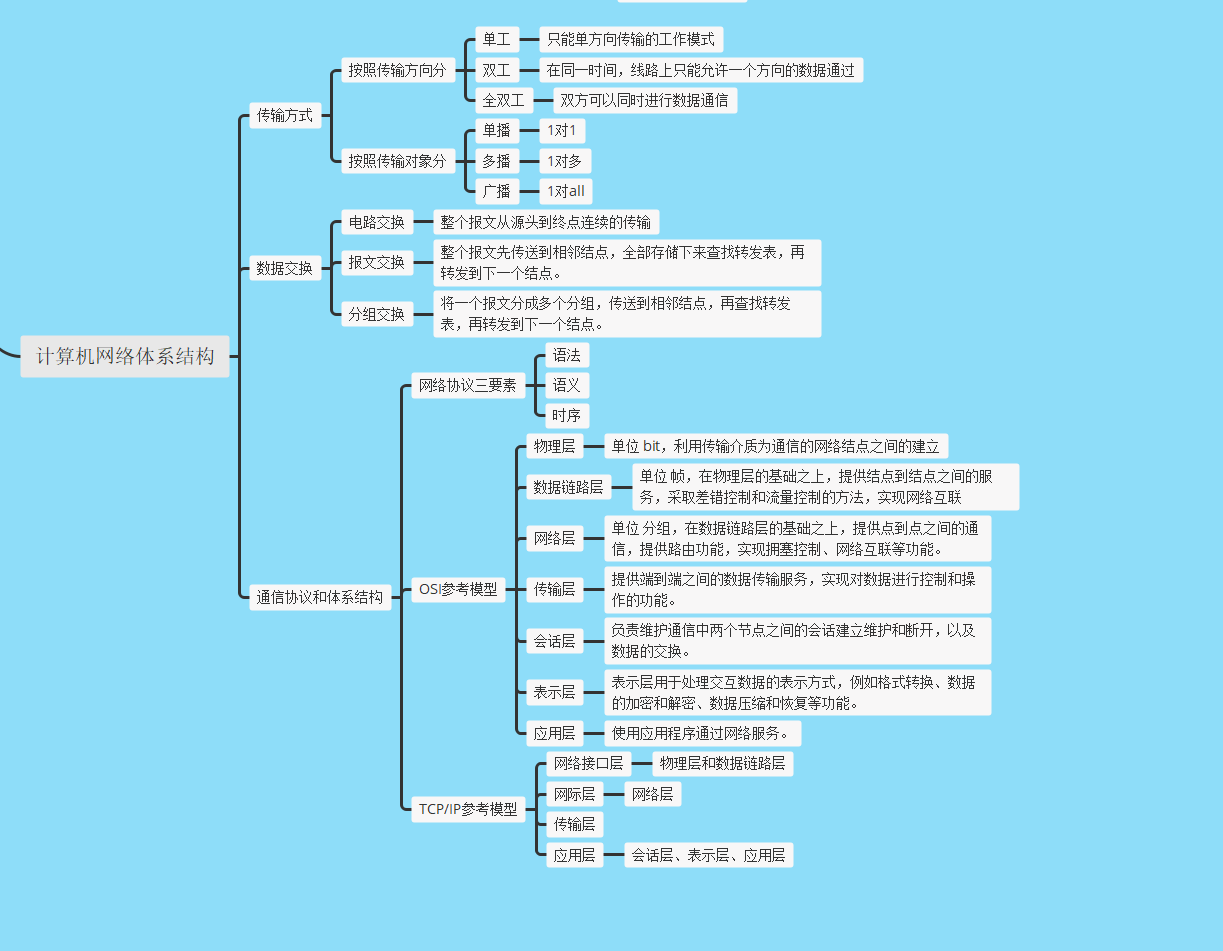 计算机网络体系结构
传输方式
按照传输方向分
单工
只能单方向传输的工作模式
双工
在同一时间，线路上只能允许一个方向的数据通过
全双工
双方可以同时进行数据通信
按照传输对象分
单播
1对1
多播
1对多
广播
1对all
数据交换
电路交换
整个报文从源头到终点连续的传输
报文交换
整个报文先传送到相邻结点，全部存储下来查找转发表，再
转发到下一个结点。
分组交换
将一个报文分成多个分组，传送到相邻结点，再查找转发
表，再转发到下一个结点。
通信协议和体系结构
网络协议三要素
语法
语义
时序
OSI参考模型
物理层
单位 bit，利用传输介质为通信的网络结点之间的建立
数据链路层
单位 帧，在物理层的基础之上，提供结点到结点之间的服
务，采取差错控制和流量控制的方法，实现网络互联
网络层
单位 分组，在数据链路层的基础之上，提供点到点之间的通
信，提供路由功能，实现拥塞控制、网络互联等功能。
传输层
提供端到端之间的数据传输服务，实现对数据进行控制和操
作的功能。
会话层
负责维护通信中两个节点之间的会话建立维护和断开，以及
数据的交换。
表示层
表示层用于处理交互数据的表示方式，例如格式转换、数据
的加密和解密、数据压缩和恢复等功能。
应用层
使用应用程序通过网络服务。
TCP/IP参考模型
网络接口层
物理层和数据链路层
网际层
网络层
传输层
应用层
会话层、表示层、应用层